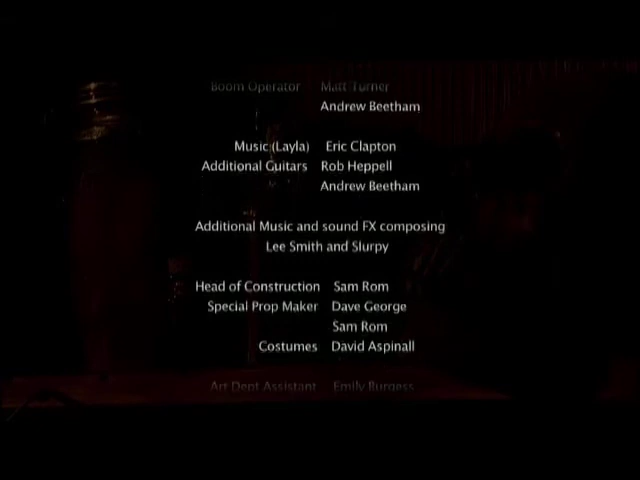 Boom Operator Matt Turner
Andrew Beetham
Music (Layla) Eric Clapton
Additional Guitars Rob Heppell
Andrew Beetham
Additional Music and sound FX composing
Lee Smith and Slurpy
Head of Construction Sam Rom
Special Prop Maker Dave George
Sam Rom
Costumes David Aspinall
Art Dept Assistant Emily Burgess